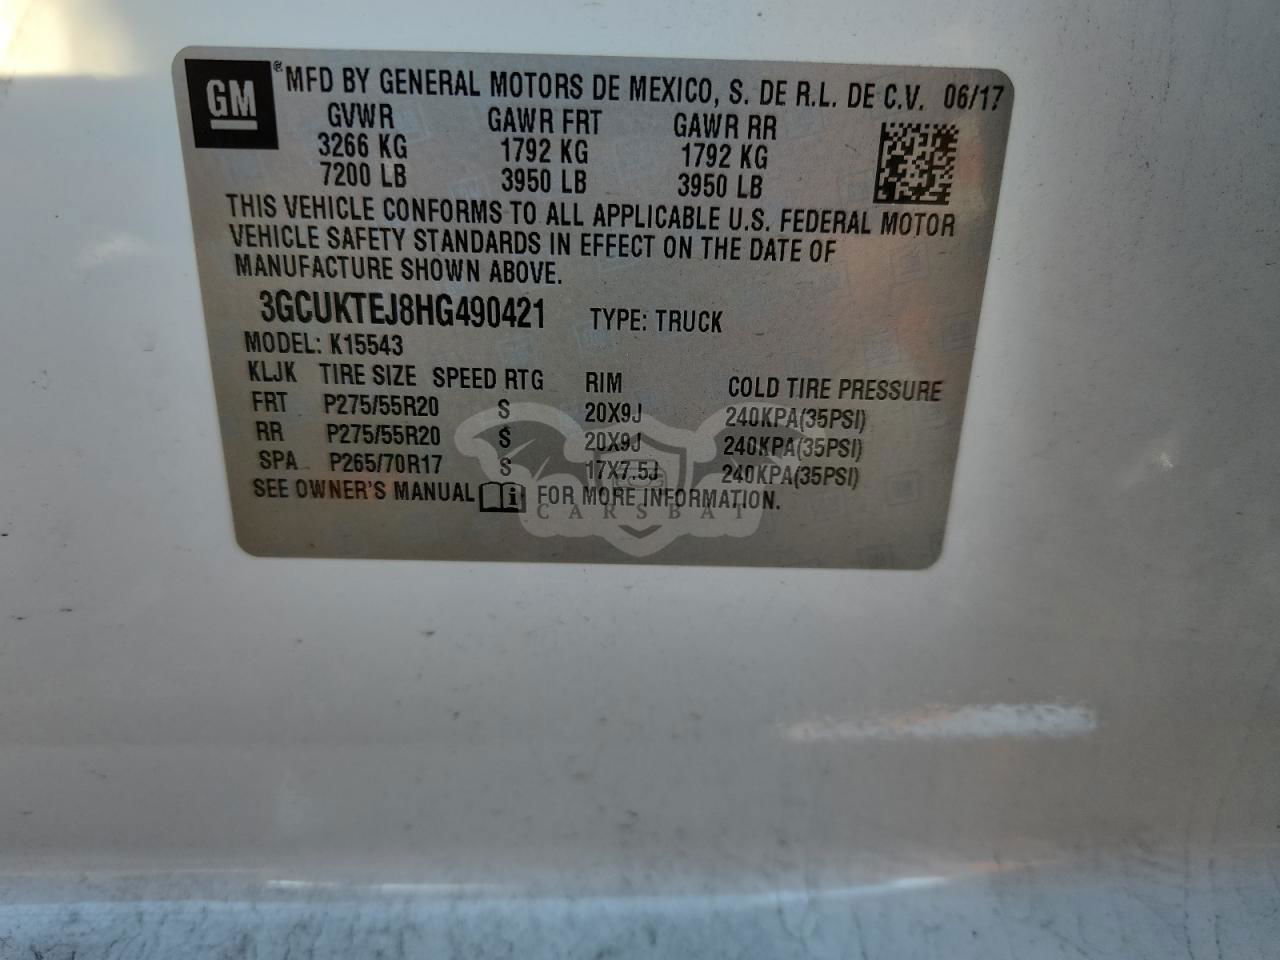 GM ® MFD BY GENERAL MOTORS DE MEXICO, S. DE R.L. DE C.V. 06/17
GVWR GAWR FRT GAWR RR
3266 KG 1792 KG 1792 KG
7200 LB 3950 LB 3950 LB
THIS VEHICLE CONFORMS TO ALL APPLICABLE U.S. FEDERAL MOTOR
VEHICLE SAFETY STANDARDS IN EFFECT ON THE DATE OF
MANUFACTURE SHOWN ABOVE.
3GCUKTEJ8HG490421 TYPE: TRUCK
MODEL: K15543
KLJK TIRE SIZE SPEED RTG RIM COLD TIRE PRESSURE
FRT P275/55R20 S 20X9J 240KPA(35PSI)
RR P275/55R20 S 20X9J 240KPA(35PSI)
SPA P265/70R17 S 17X7.5J 240KPA(35PSI)
SEE OWNER'S MANUAL i FOR MORE INFORMATION.
CARSBAT